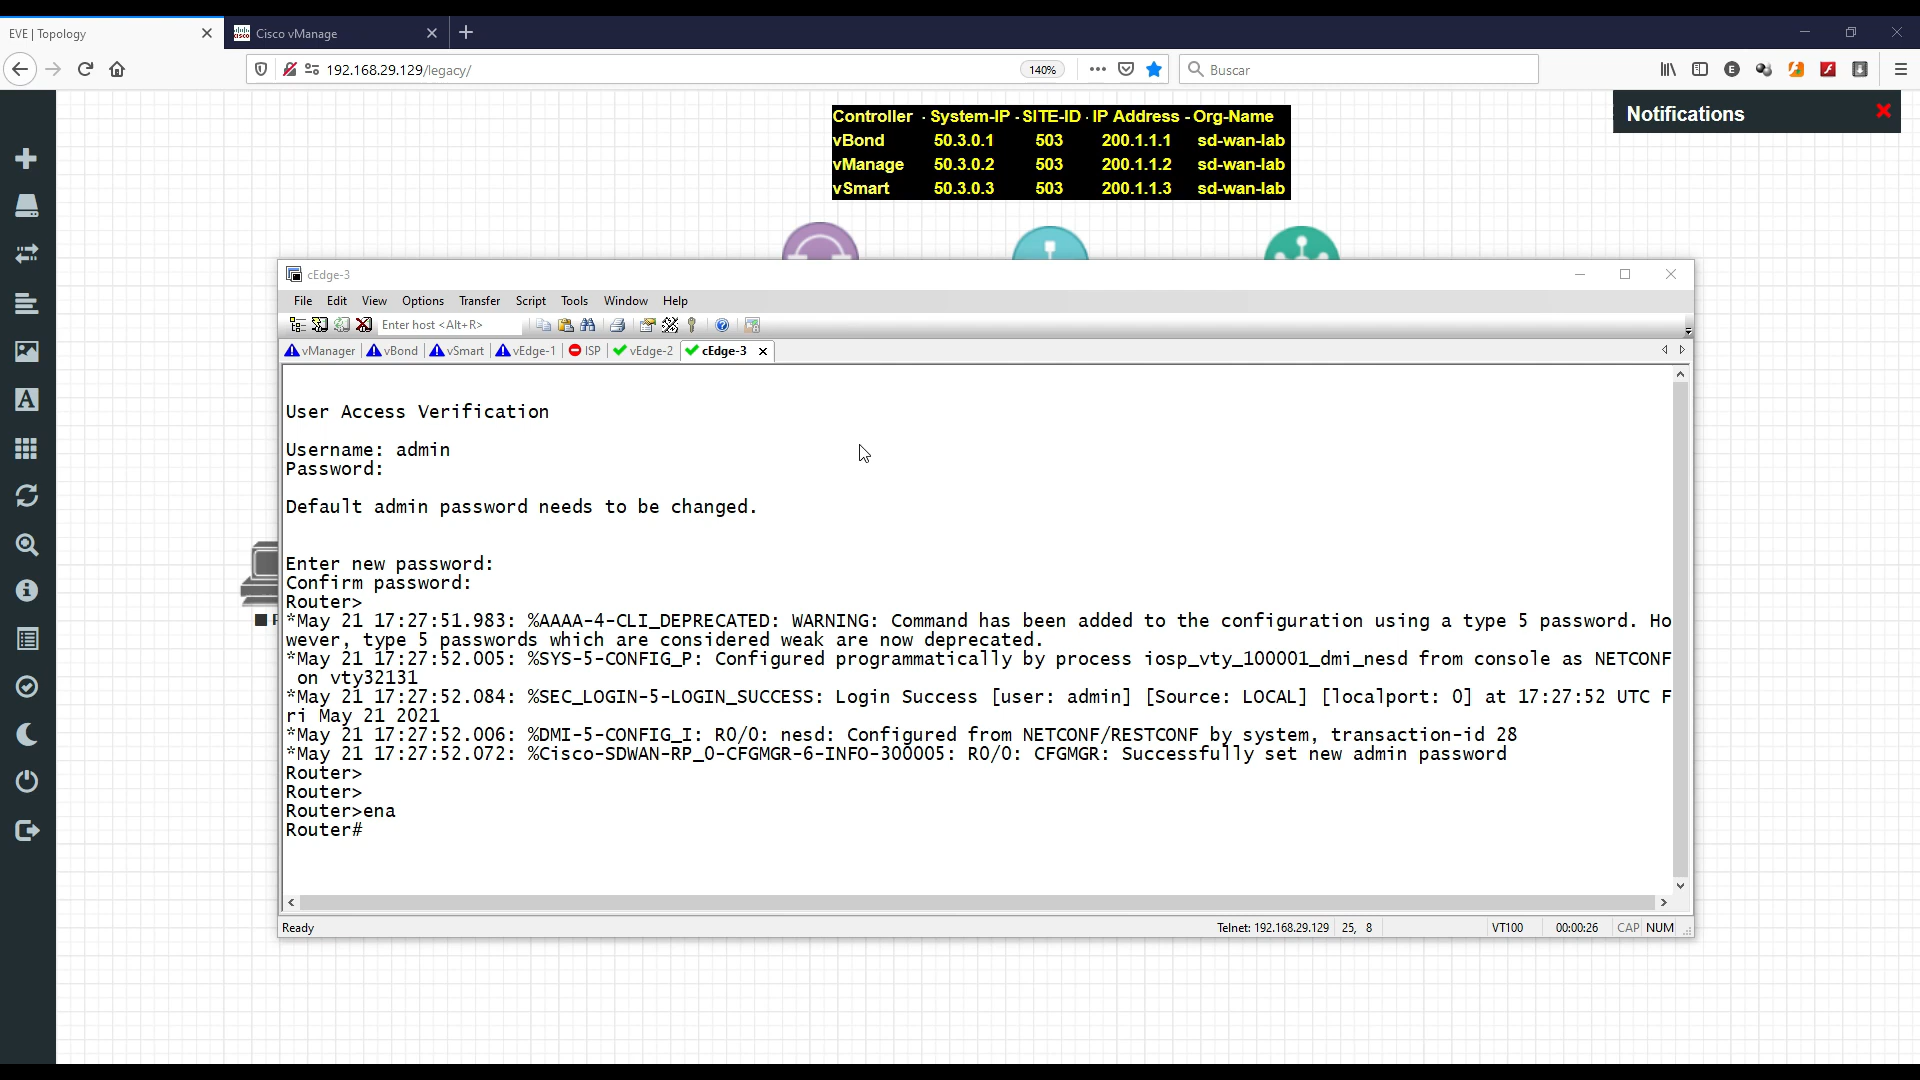 EVE | Topology
Cisco vManage
192.168.29.129/legacy/
140%
Buscar
Controller - System-IP - SITE-ID - IP Address - Org-Name
vBond 50.3.0.1 503 200.1.1.1 sd-wan-lab
vManage 50.3.0.2 503 200.1.1.2 sd-wan-lab
vSmart 50.3.0.3 503 200.1.1.3 sd-wan-lab
Notifications
cEdge-3
File Edit View Options Transfer Script Tools Window Help
Enter host <Alt+R>
vManager vBond vSmart vEdge-1 ISP vEdge-2 cEdge-3
User Access Verification
Username: admin
Password:
Default admin password needs to be changed.
Enter new password:
Confirm password:
Router>
*May 21 17:27:51.983: %AAAA-4-CLI_DEPRECATED: WARNING: Command has been added to the configuration using a type 5 password. Ho
wever, type 5 passwords which are considered weak are now deprecated.
*May 21 17:27:52.005: %SYS-5-CONFIG_P: Configured programmatically by process iosp_vty_100001_dmi_nesd from console as NETCONF
on vty32131
*May 21 17:27:52.084: %SEC_LOGIN-5-LOGIN_SUCCESS: Login Success [user: admin] [Source: LOCAL] [localport: 0] at 17:27:52 UTC F
ri May 21 2021
*May 21 17:27:52.006: %DMI-5-CONFIG_I: R0/0: nesd: Configured from NETCONF/RESTCONF by system, transaction-id 28
*May 21 17:27:52.072: %Cisco-SDWAN-RP_0-CFGMGR-6-INFO-300005: R0/0: CFGMGR: Successfully set new admin password
Router>
Router>
Router>ena
Router#
Ready
Telnet: 192.168.29.129 25, 8 VT100 00:00:26 CAP NUM